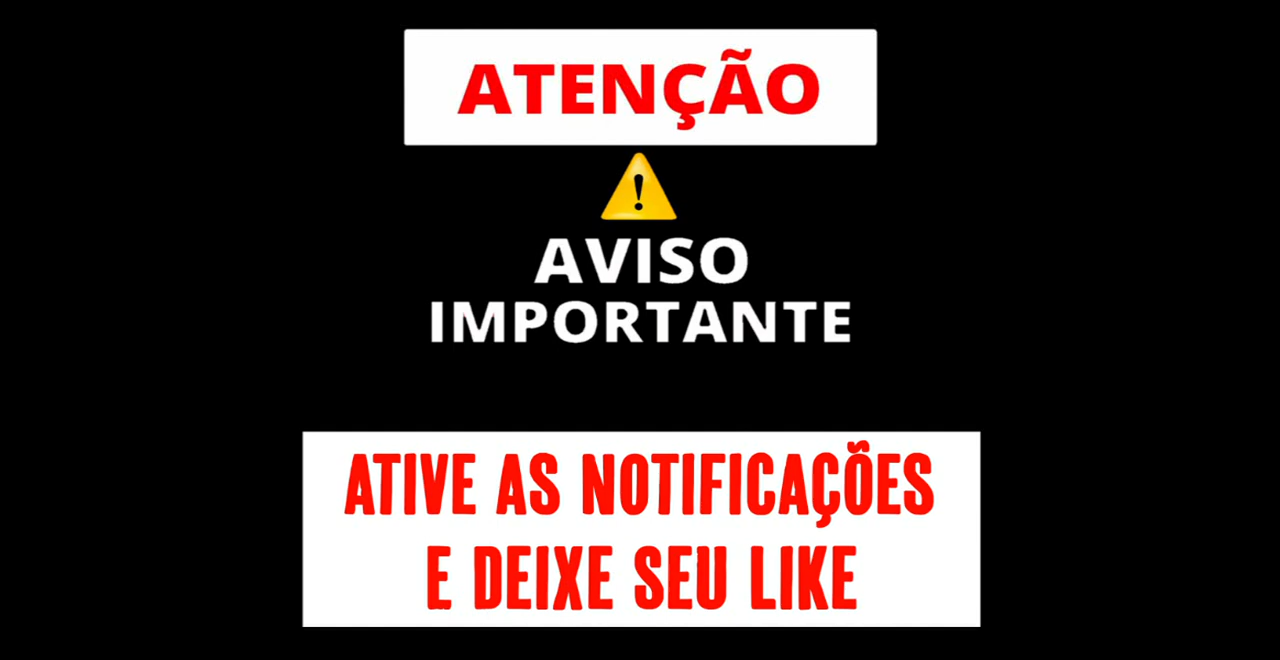 ATENÇÃO
AVISO
IMPORTANTE
ATIVE AS NOTIFICAÇÕES
E DEIXE SEU LIKE